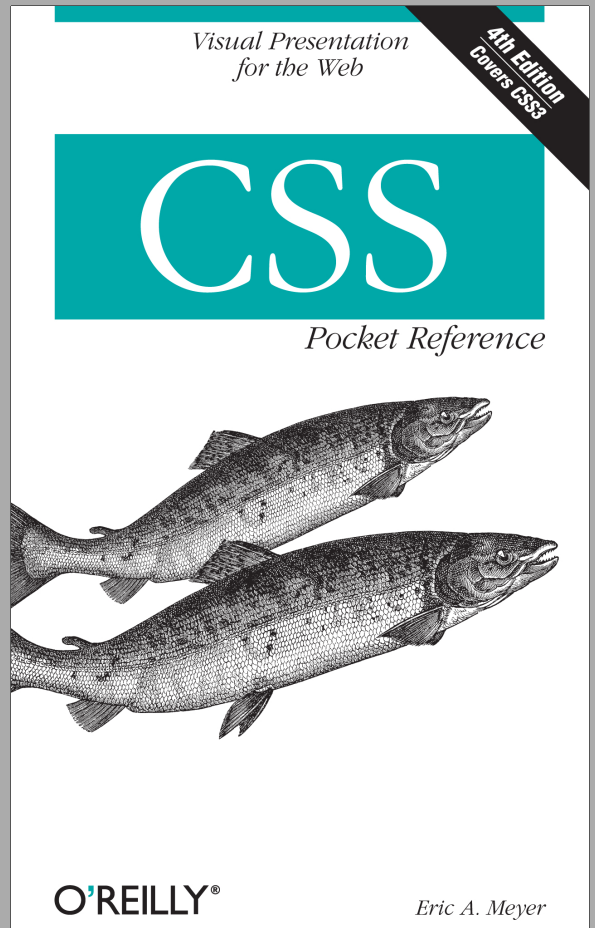 Visual Presentation
for the Web
4th Edition
Covers CSS3
CSS
Pocket Reference
O'REILLY®
Eric A. Meyer